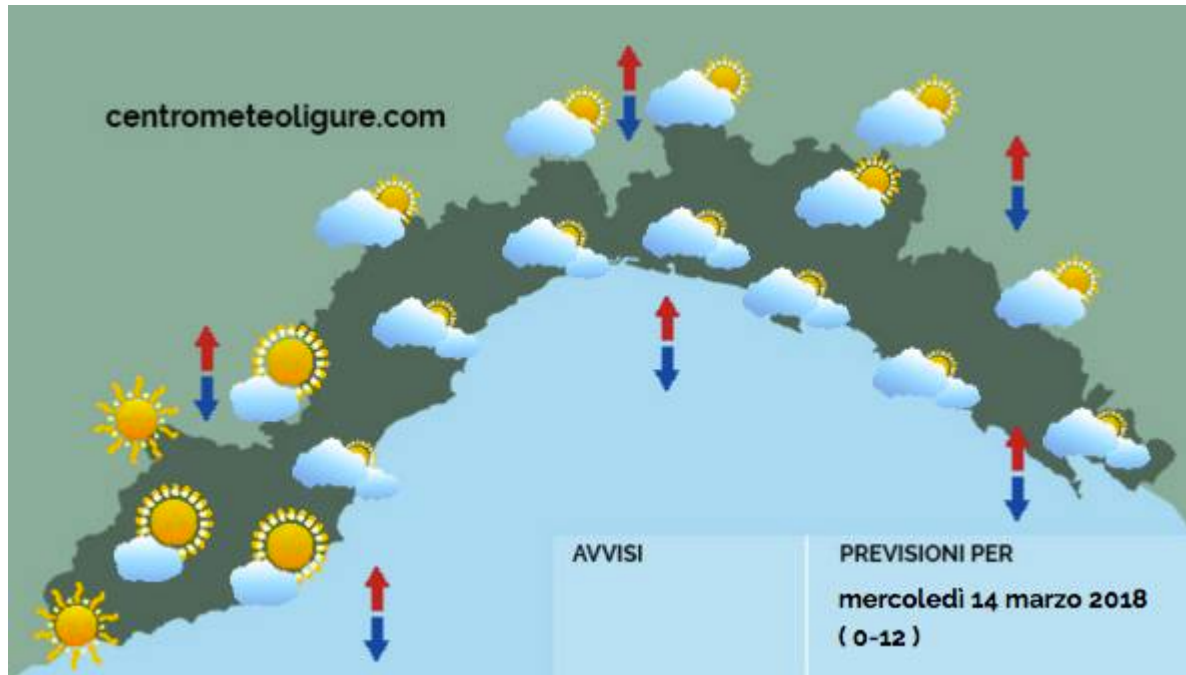 centrometeoligure.com
AVVISI
PREVISIONI PER
mercoledì 14 marzo 2018
( 0-12 )